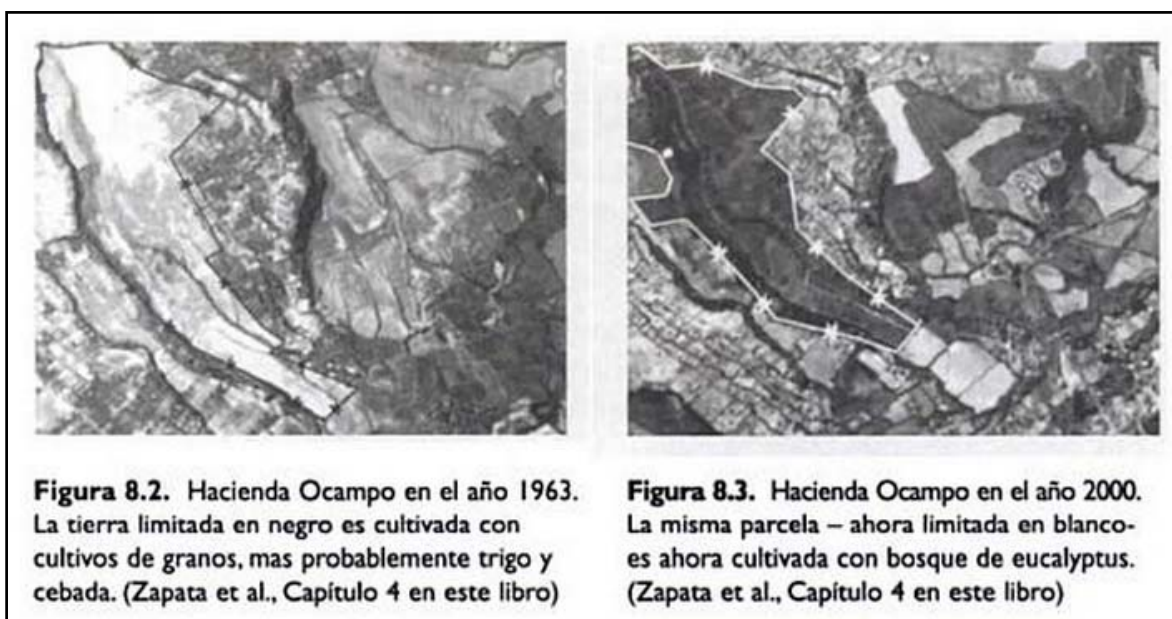 Figura 8.2. Hacienda Ocampo en el año 1963.
La tierra limitada en negro es cultivada con
cultivos de granos, mas probablemente trigo y
cebada. (Zapata et al., Capítulo 4 en este libro)
Figura 8.3. Hacienda Ocampo en el año 2000.
La misma parcela – ahora limitada en blanco-
es ahora cultivada con bosque de eucalyptus.
(Zapata et al., Capítulo 4 en este libro)